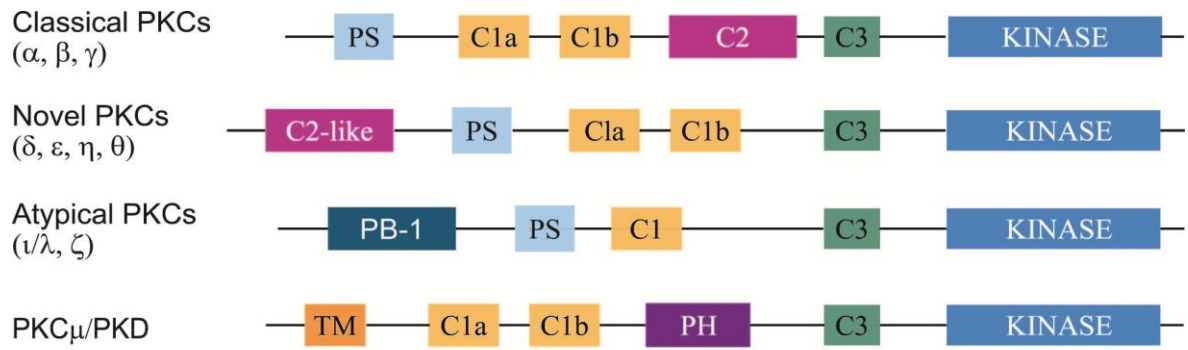 Classical PKCs
(α, β, γ)
PS C1a C1b C2 C3 KINASE
Novel PKCs
(δ, ε, η, θ)
C2-like PS Cla C1b C3 KINASE
Atypical PKCs
(ι/λ, ζ)
PB-1 PS C1 C3 KINASE
PKCμ/PKD
TM C1a C1b PH C3 KINASE